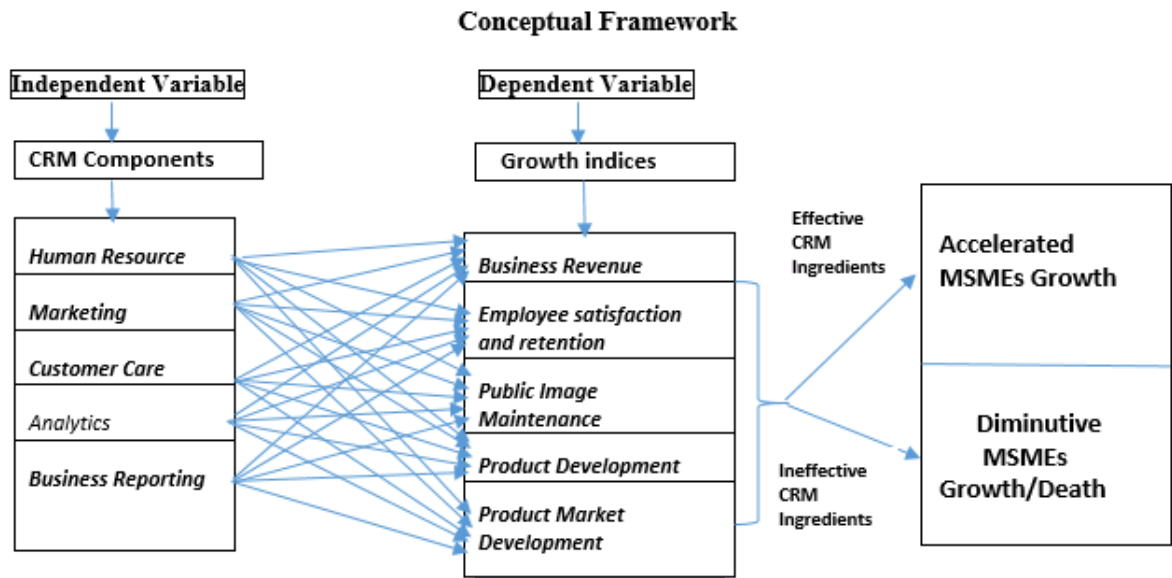 Conceptual Framework
Independent Variable
Dependent Variable
CRM Components
Growth indices
Human Resource
Marketing
Customer Care
Analytics
Business Reporting
Business Revenue
Employee satisfaction
and retention
Public Image
Maintenance
Product Development
Product Market
Development
Effective
CRM
Ingredients
Ineffective
CRM
Ingredients
Accelerated
MSMEs Growth
Diminutive
MSMEs
Growth/Death